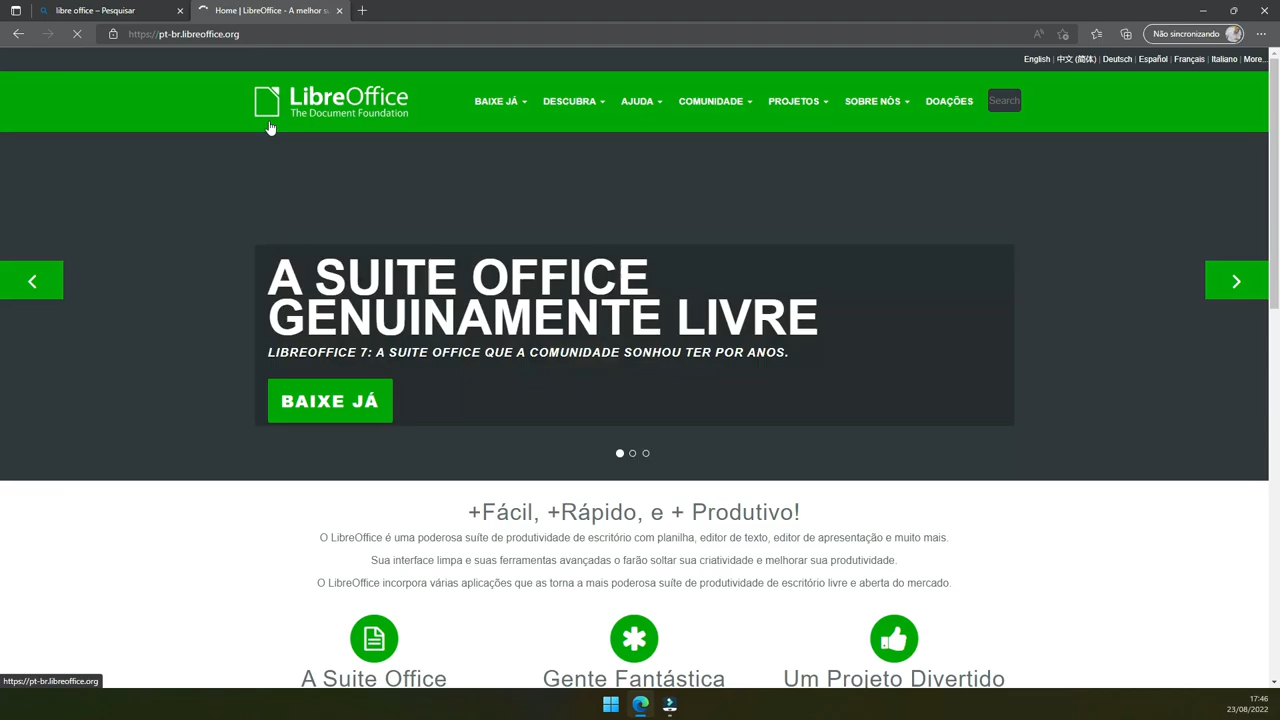 libre office – Pesquisar
Home | LibreOffice - A melhor su
https://pt-br.libreoffice.org
Não sincronizando
English | 中文 (简体) | Deutsch | Español | Français | Italiano | More...
LibreOffice
The Document Foundation
BAIXE JÁ
DESCUBRA
AJUDA
COMUNIDADE
PROJETOS
SOBRE NÓS
DOAÇÕES
Search
A SUITE OFFICE
GENUINAMENTE LIVRE
LIBREOFFICE 7: A SUITE OFFICE QUE A COMUNIDADE SONHOU TER POR ANOS.
BAIXE JÁ
+Fácil, +Rápido, e + Produtivo!
O LibreOffice é uma poderosa suíte de produtividade de escritório com planilha, editor de texto, editor de apresentação e muito mais.
Sua interface limpa e suas ferramentas avançadas o farão soltar sua criatividade e melhorar sua produtividade.
O LibreOffice incorpora várias aplicações que as torna a mais poderosa suíte de produtividade de escritório livre e aberta do mercado.
A Suite Office
Gente Fantástica
Um Projeto Divertido
https://pt-br.libreoffice.org
17:46
23/08/2022